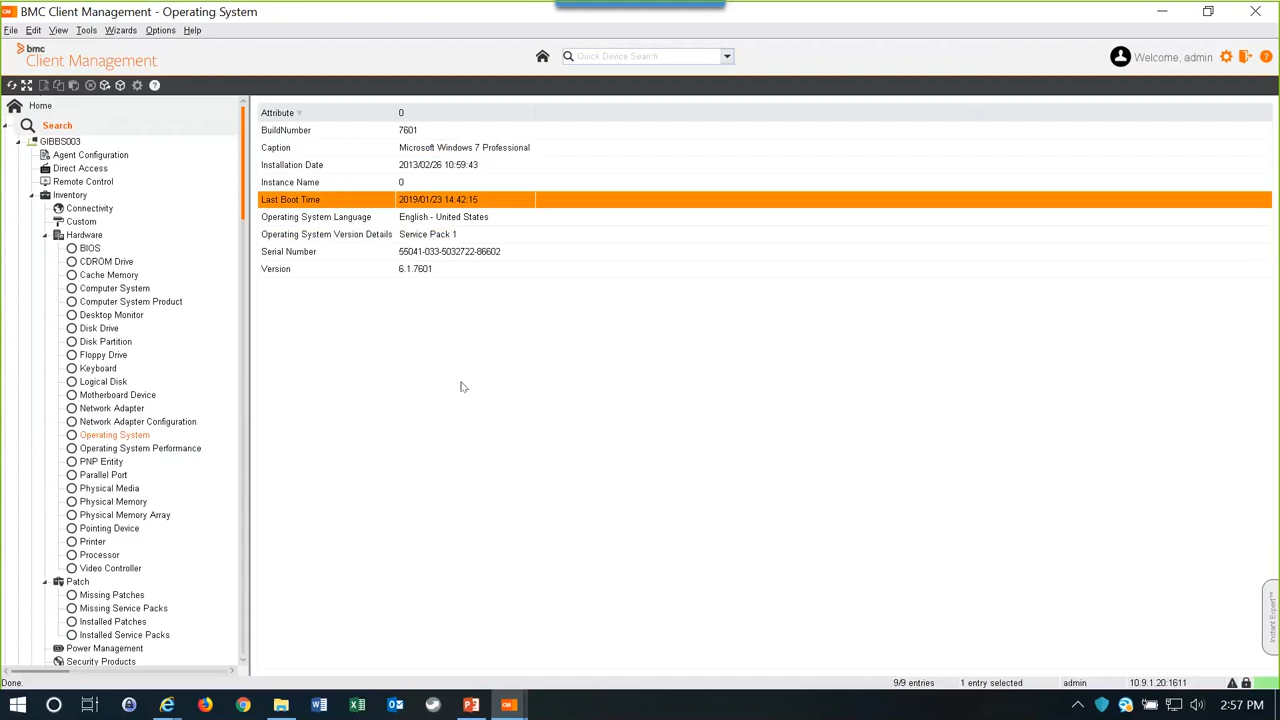 CM BMC Client Management - Operating System
File Edit View Tools Wizards Options Help
bmc
Client Management
Quick Device Search
Welcome, admin
Home
Search
GIBBS003
Agent Configuration
Direct Access
Remote Control
Inventory
Connectivity
Custom
Hardware
BIOS
CDROM Drive
Cache Memory
Computer System
Computer System Product
Desktop Monitor
Disk Drive
Disk Partition
Floppy Drive
Keyboard
Logical Disk
Motherboard Device
Network Adapter
Network Adapter Configuration
Operating System
Operating System Performance
PNP Entity
Parallel Port
Physical Media
Physical Memory
Physical Memory Array
Pointing Device
Printer
Processor
Video Controller
Patch
Missing Patches
Missing Service Packs
Installed Patches
Installed Service Packs
Power Management
Security Products
Attribute 0
BuildNumber 7601
Caption Microsoft Windows 7 Professional
Installation Date 2013/02/26 10:59:43
Instance Name 0
Last Boot Time 2019/01/23 14:42:15
Operating System Language English - United States
Operating System Version Details Service Pack 1
Serial Number 55041-033-5032722-86602
Version 6.1.7601
Instant Expert™
Done. 9/9 entries 1 entry selected admin 10.9.1.20:1611
CM 2:57 PM